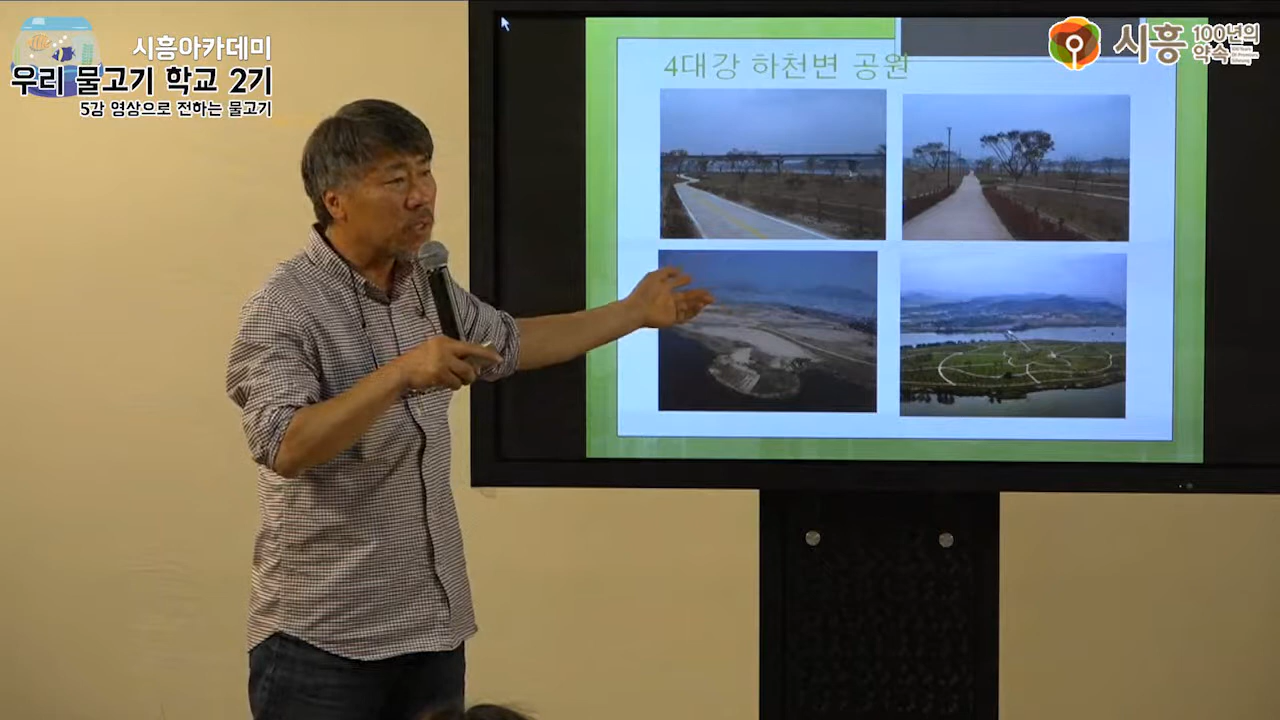 시흥아카데미
우리 물고기 학교 2기
5강 영상으로 전하는 물고기
4대강 하천변 공원
시흥 100년의
약속